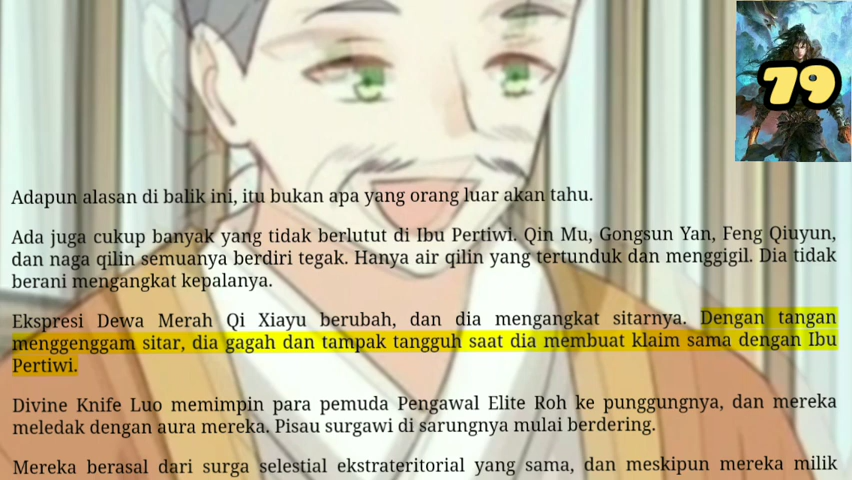 79
Adapun alasan di balik ini, itu bukan apa yang orang luar akan tahu.
Ada juga cukup banyak yang tidak berlutut di Ibu Pertiwi. Qin Mu, Gongsun Yan, Feng Qiuyun,
dan naga qilin semuanya berdiri tegak. Hanya air qilin yang tertunduk dan menggigil. Dia tidak
berani mengangkat kepalanya.
Ekspresi Dewa Merah Qi Xiayu berubah, dan dia mengangkat sitarnya. Dengan tangan
menggenggam sitar, dia gagah dan tampak tangguh saat dia membuat klaim sama dengan Ibu
Pertiwi.
Divine Knife Luo memimpin para pemuda Pengawal Elite Roh ke punggungnya, dan mereka
meledak dengan aura mereka. Pisau surgawi di sarungnya mulai berdering.
Mereka berasal dari surga selestial ekstrateritorial yang sama, dan meskipun mereka milik